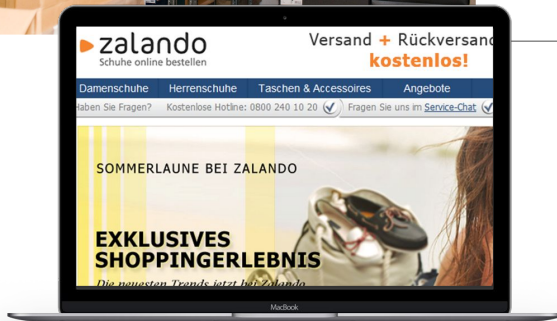 zalando
Schuhe online bestellen
Versand + Rückversand
kostenlos!
Damenschuhe Herrenschuhe Taschen & Accessoires Angebote
Haben Sie Fragen? Kostenlose Hotline: 0800 240 10 20 Fragen Sie uns im Service-Chat
SOMMERLAUNE BEI ZALANDO
EXKLUSIVES
SHOPPINGERLEBNIS
Die neuesten Trends jetzt bei Zalando
MacBook